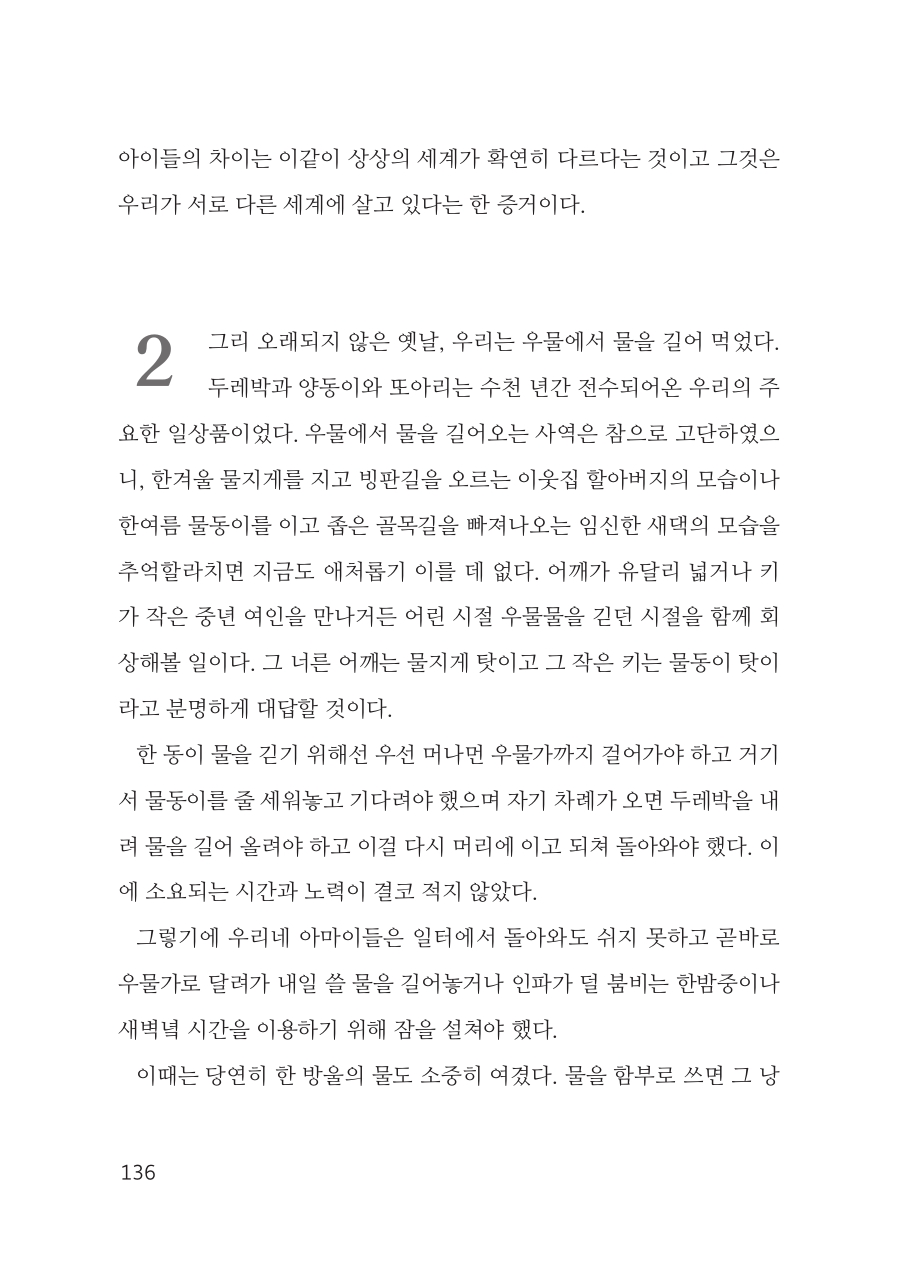 아이들의 차이는 이같이 상상의 세계가 확연히 다르다는 것이고 그것은
우리가 서로 다른 세계에 살고 있다는 한 증거이다.
2
그리 오래되지 않은 옛날, 우리는 우물에서 물을 길어 먹었다.
두레박과 양동이와 또아리는 수천 년간 전수되어온 우리의 주
요한 일상품이었다. 우물에서 물을 길어오는 사역은 참으로 고단하였으
니, 한겨울 물지게를 지고 빙판길을 오르는 이웃집 할아버지의 모습이나
한여름 물동이를 이고 좁은 골목길을 빠져나오는 임신한 새댁의 모습을
추억할라치면 지금도 애처롭기 이를 데 없다. 어깨가 유달리 넓거나 키
가 작은 중년 여인을 만나거든 어린 시절 우물물을 긷던 시절을 함께 회
상해볼 일이다. 그 너른 어깨는 물지게 탓이고 그 작은 키는 물동이 탓이
라고 분명하게 대답할 것이다.
한 동이 물을 긷기 위해선 우선 머나먼 우물가까지 걸어가야 하고 거기
서 물동이를 줄 세워놓고 기다려야 했으며 자기 차례가 오면 두레박을 내
려 물을 길어 올려야 하고 이걸 다시 머리에 이고 되쳐 돌아와야 했다. 이
에 소요되는 시간과 노력이 결코 적지 않았다.
그렇기에 우리네 아마이들은 일터에서 돌아와도 쉬지 못하고 곧바로
우물가로 달려가 내일 쓸 물을 길어놓거나 인파가 덜 붐비는 한밤중이나
새벽녘 시간을 이용하기 위해 잠을 설쳐야 했다.
이때는 당연히 한 방울의 물도 소중히 여겼다. 물을 함부로 쓰면 그 낭
136